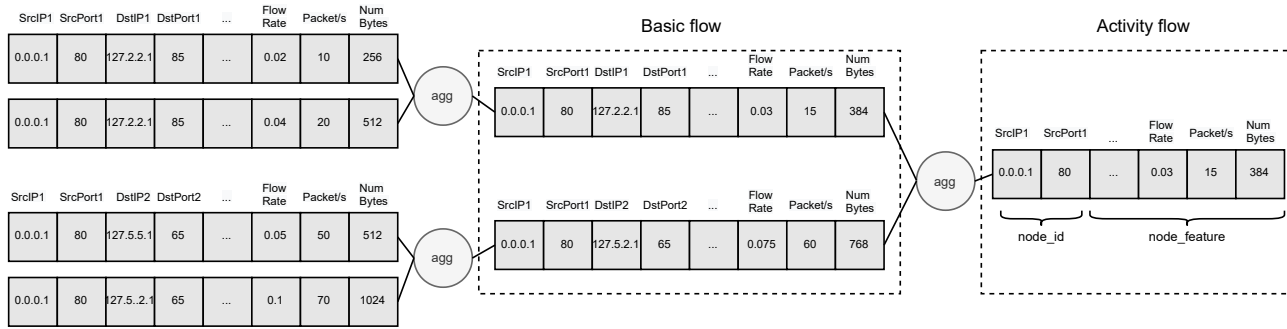 SrcIP1 SrcPort1 DstIP1 DstPort1 ... Flow Rate Packet/s Num Bytes
0.0.0.1 80 127.2.2.1 85 ... 0.02 10 256
0.0.0.1 80 127.2.2.1 85 ... 0.04 20 512
agg
SrcIP1 SrcPort1 DstIP2 DstPort2 ... Flow Rate Packet/s Num Bytes
0.0.0.1 80 127.5.5.1 65 ... 0.05 50 512
0.0.0.1 80 127.5..2.1 65 ... 0.1 70 1024
agg
Basic flow
SrcIP1 SrcPort1 DstIP1 DstPort1 ... Flow Rate Packet/s Num Bytes
0.0.0.1 80 127.2.2.1 85 ... 0.03 15 384
SrcIP1 SrcPort1 DstIP2 DstPort2 ... Flow Rate Packet/s Num Bytes
0.0.0.1 80 127.5.2.1 65 ... 0.075 60 768
agg
Activity flow
SrcIP1 SrcPort1 ... Flow Rate Packet/s Num Bytes
0.0.0.1 80 ... 0.03 15 384
node_id node_feature